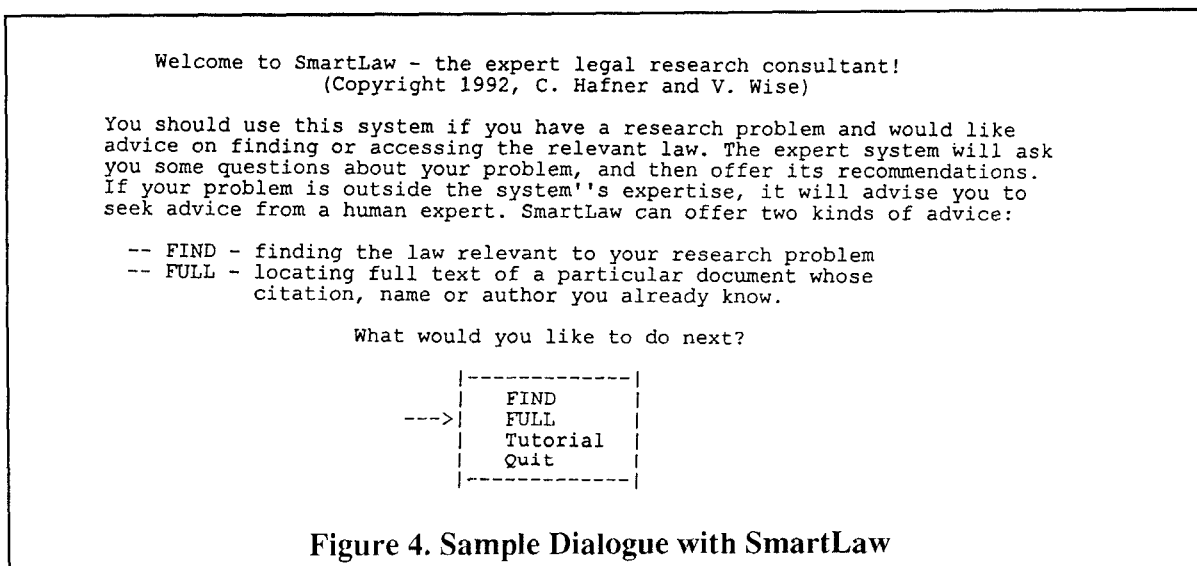 Welcome to SmartLaw - the expert legal research consultant!
(Copyright 1992, C. Hafner and V. Wise)
You should use this system if you have a research problem and would like
advice on finding or accessing the relevant law. The expert system will ask
you some questions about your problem, and then offer its recommendations.
If your problem is outside the system''s expertise, it will advise you to
seek advice from a human expert. SmartLaw can offer two kinds of advice:
-- FIND - finding the law relevant to your research problem
-- FULL - locating full text of a particular document whose
citation, name or author you already know.
What would you like to do next?
|-------------|
| FIND |
--->| FULL |
| Tutorial |
| Quit |
|-------------|
Figure 4. Sample Dialogue with SmartLaw